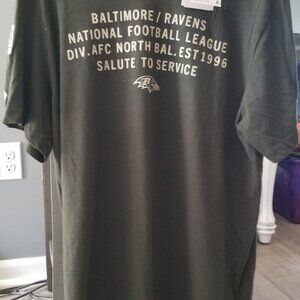 BALTIMORE / RAVENS
NATIONAL FOOTBALL LEAGUE
DIV. AFC NORTH BAL. EST 1996
SALUTE TO SERVICE